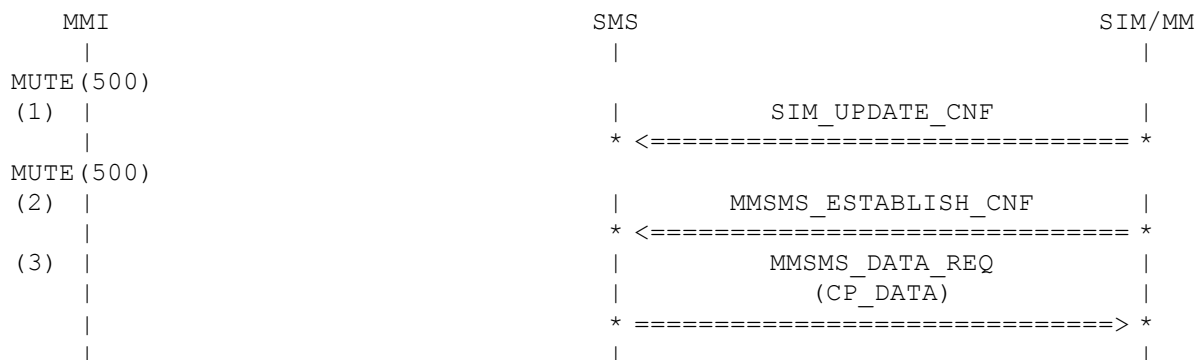 MMI SMS SIM/MM
| | |
MUTE(500)
(1) | | SIM_UPDATE_CNF |
| * <============================== *
MUTE(500)
(2) | | MMSMS_ESTABLISH_CNF |
| * <============================== *
(3) | | MMSMS_DATA_REQ |
| | (CP_DATA) |
| * ==============================> *
| | |